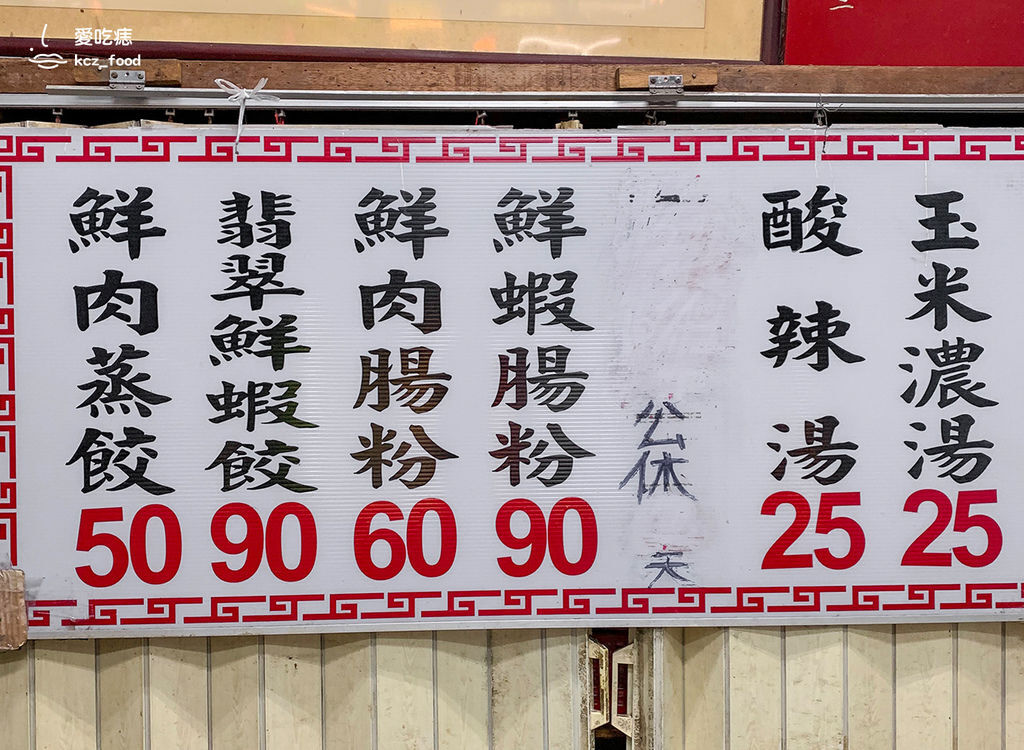 愛吃痣
kcz_food
鮮肉蒸餃 50
翡翠鮮蝦餃 90
鮮肉腸粉 60
鮮蝦腸粉 90
公休 天
酸辣湯 25
玉米濃湯 25